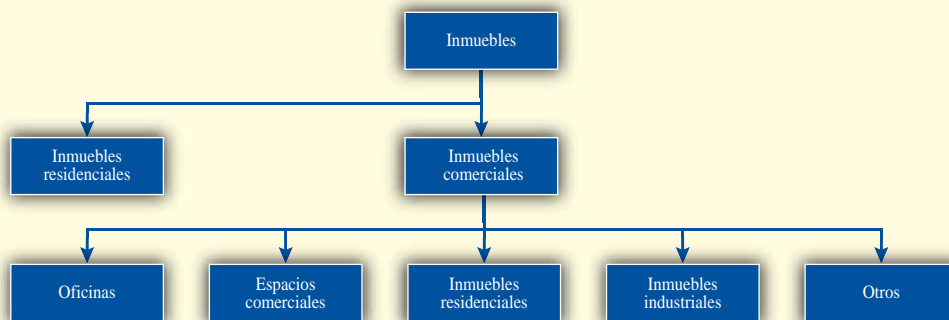 Inmuebles
Inmuebles
residenciales
Inmuebles
comerciales
Oficinas
Espacios
comerciales
Inmuebles
residenciales
Inmuebles
industriales
Otros